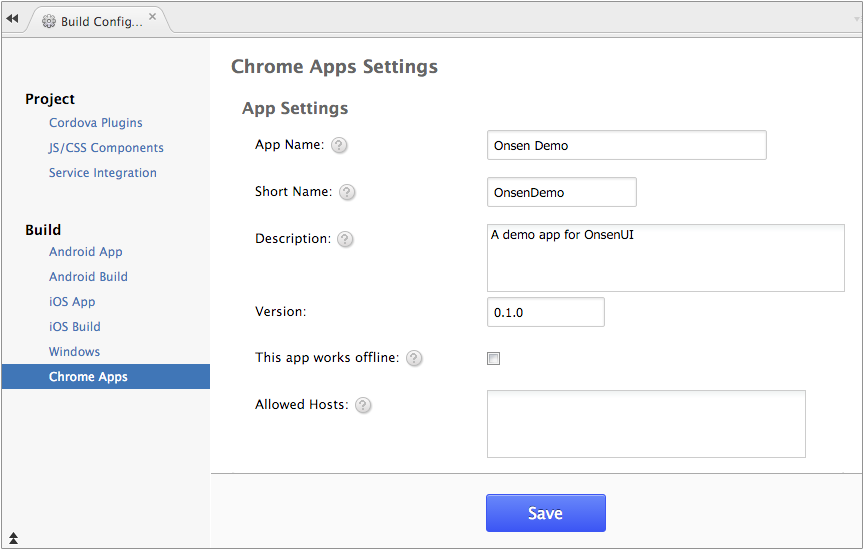 Build Config...
Project
Cordova Plugins
JS/CSS Components
Service Integration
Build
Android App
Android Build
iOS App
iOS Build
Windows
Chrome Apps
Chrome Apps Settings
App Settings
App Name: ?
Onsen Demo
Short Name: ?
OnsenDemo
Description: ?
A demo app for OnsenUI
Version:
0.1.0
This app works offline: ?
Allowed Hosts: ?
Save